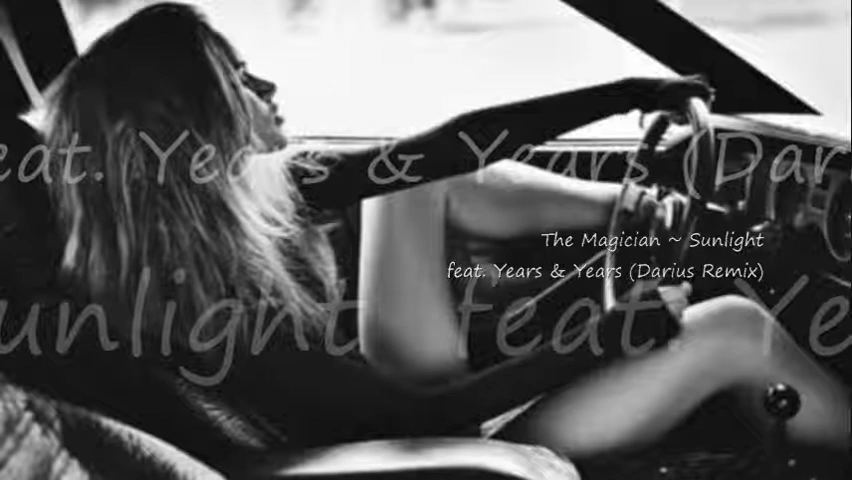 eat. Years & Years (Dar
The Magician ~ Sunlight
feat. Years & Years (Darius Remix)
unlight feat. Ye